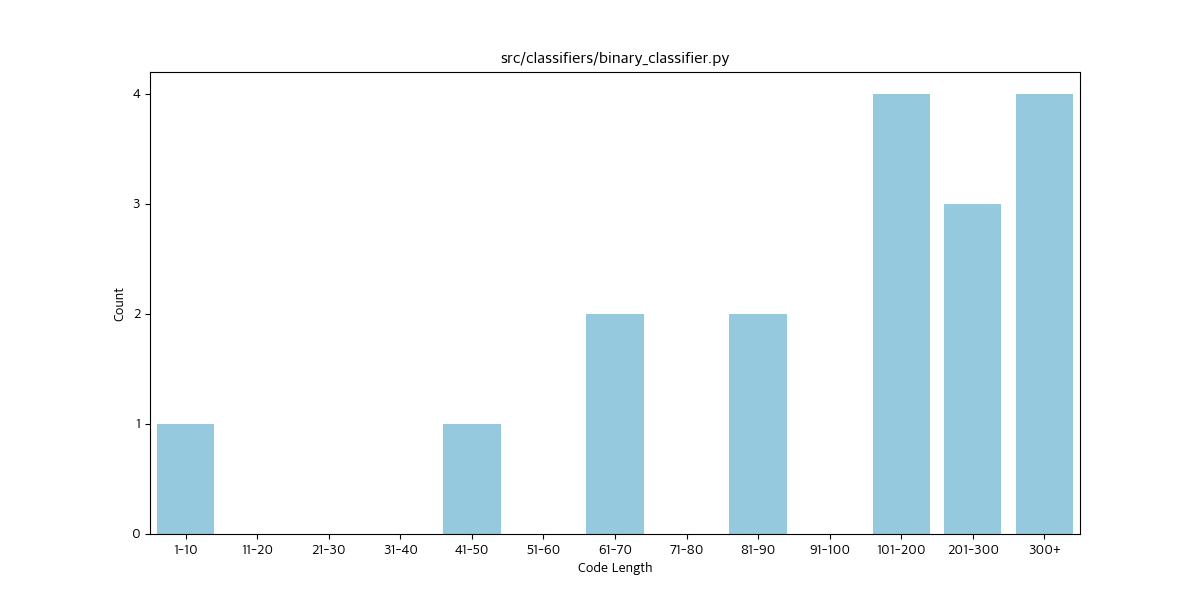 src/classifiers/binary_classifier.py
4
3
2
1
0
Count
1-10 11-20 21-30 31-40 41-50 51-60 61-70 71-80 81-90 91-100 101-200 201-300 300+
Code Length